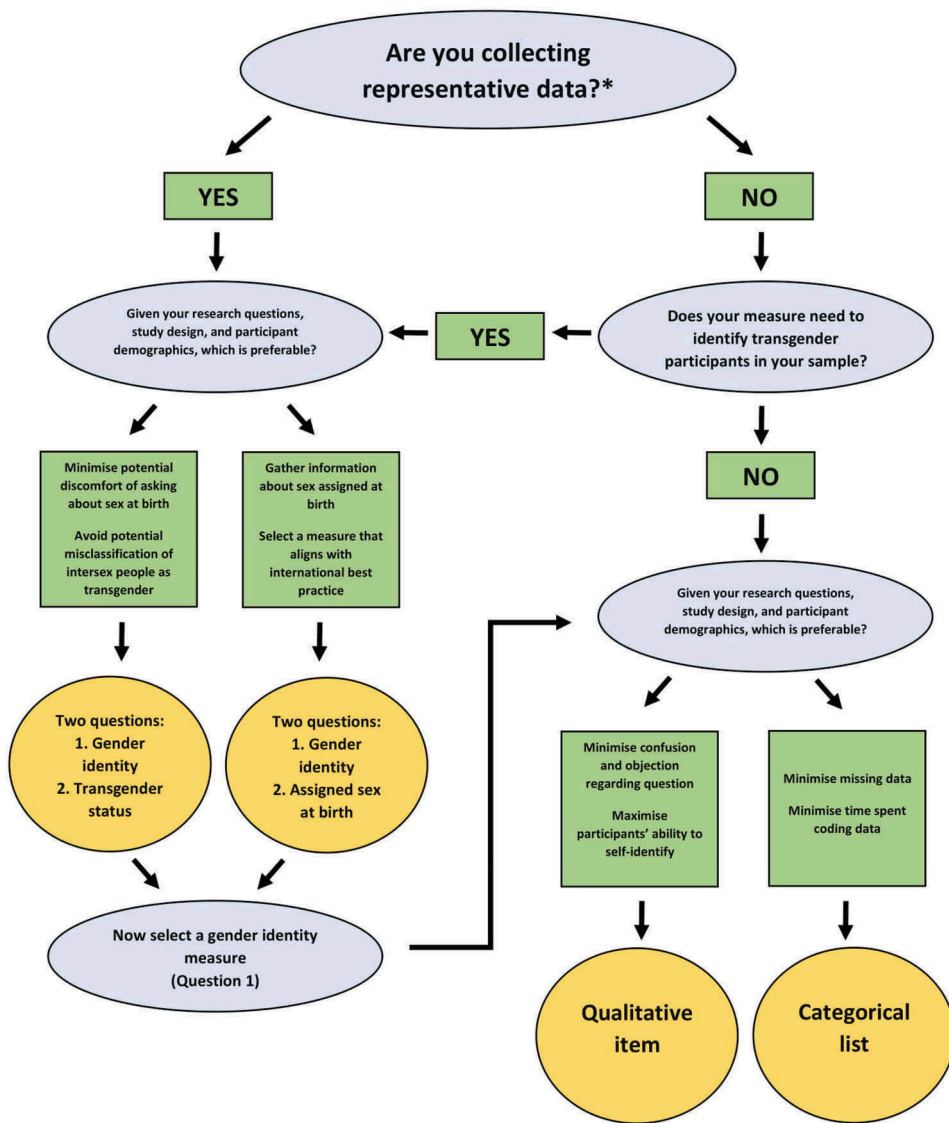 Are you collecting
representative data?*
YES
NO
Given your research questions,
study design, and participant
demographics, which is preferable?
YES
Does your measure need to
identify transgender
participants in your sample?
Minimise potential
discomfort of asking
about sex at birth
Avoid potential
misclassification of
intersex people as
transgender
Gather information
about sex assigned at
birth
Select a measure that
aligns with
international best
practice
NO
Given your research questions,
study design, and participant
demographics, which is preferable?
Two questions:
1. Gender
identity
2. Transgender
status
Two questions:
1. Gender
identity
2. Assigned sex
at birth
Minimise confusion
and objection
regarding question
Maximise
participants’ ability to
self-identify
Minimise missing data
Minimise time spent
coding data
Now select a gender identity
measure
(Question 1)
Qualitative
item
Categorical
list